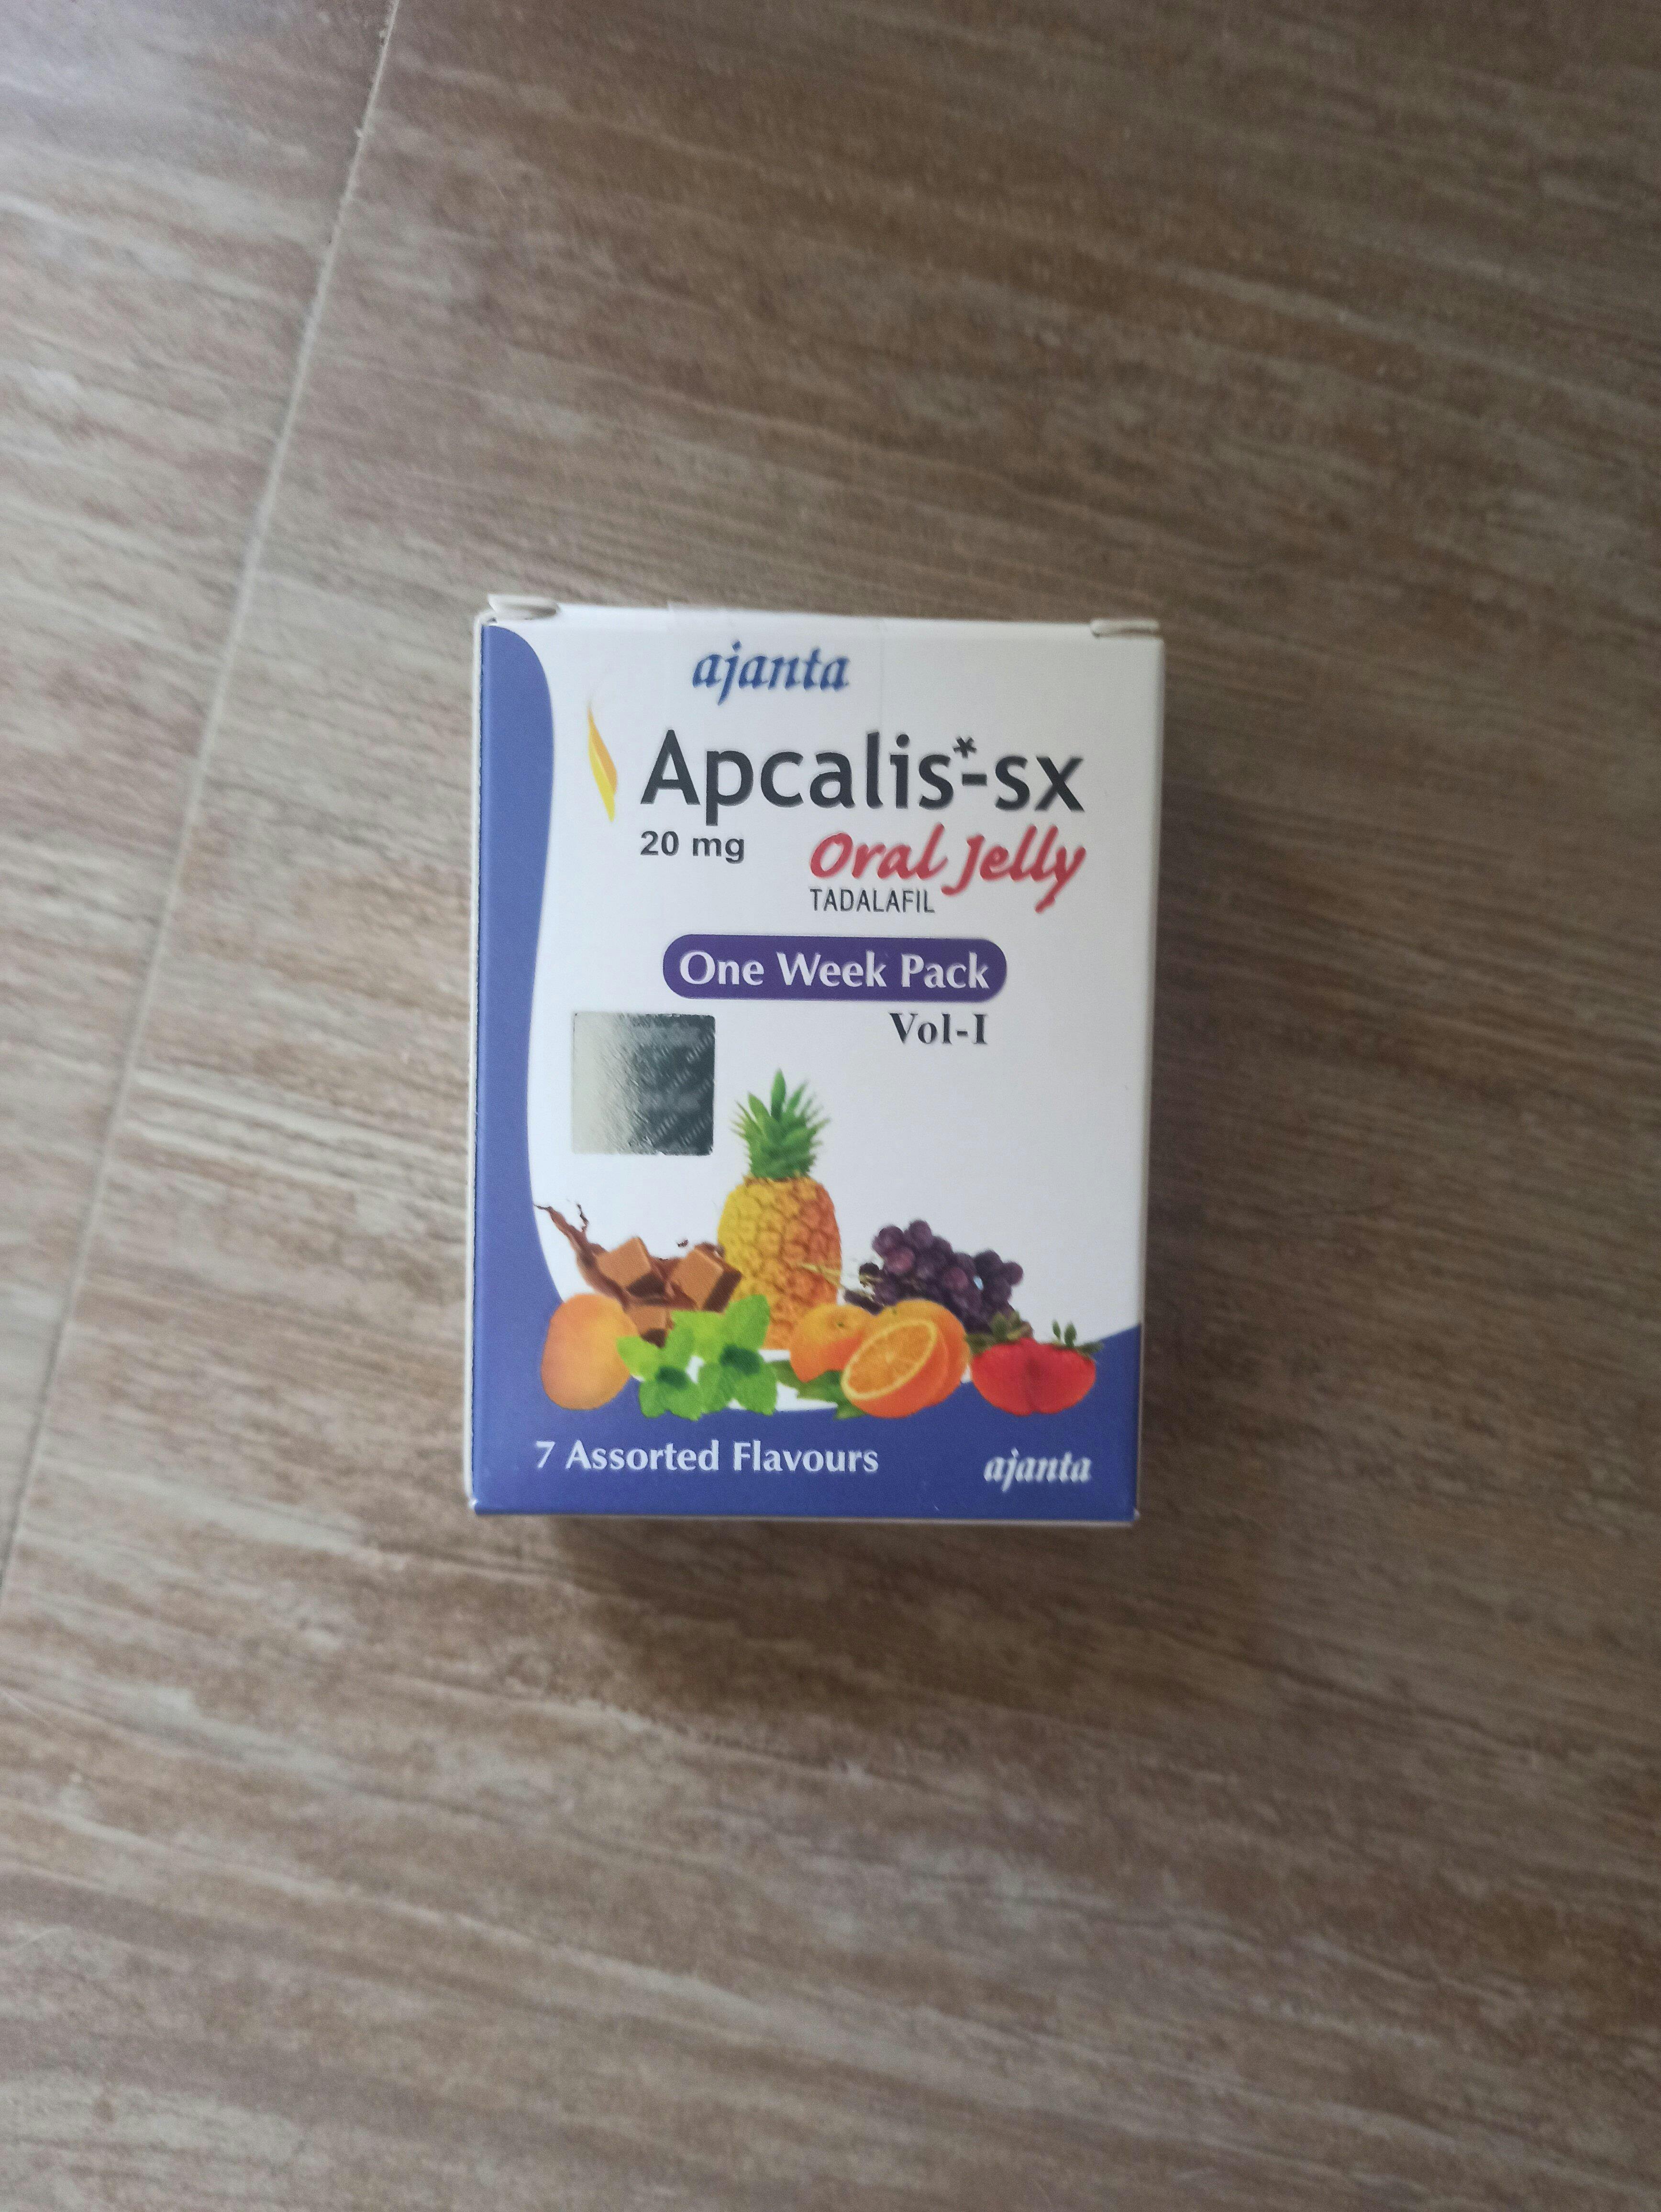 ajanta
Apcalis*-sx
20 mg Oral Jelly
TADALAFIL
One Week Pack
Vol-I
7 Assorted Flavours ajanta